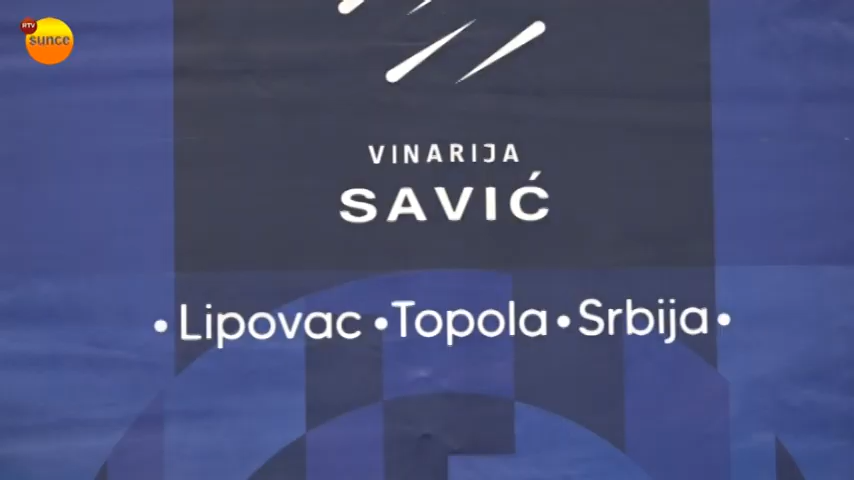 RTV
sunce
VINARIJA
SAVIĆ
•Lipovac •Topola•Srbija•